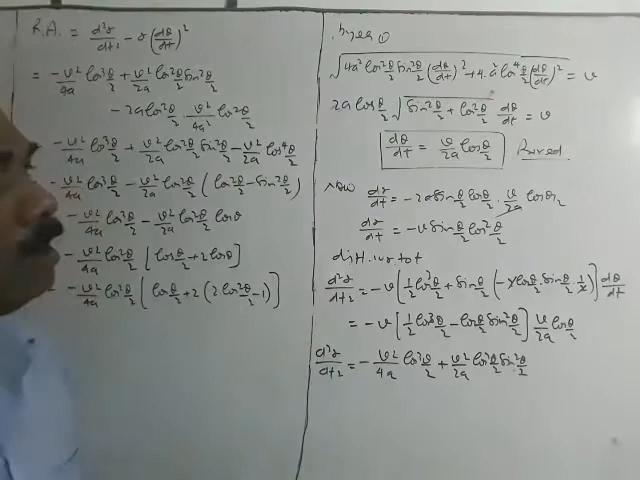 R.A. = d²r/dt² - r(dθ/dt)²
= -v²/4a cos³θ/2 + v²/2a cos²θ/2 sin²θ/2
- 2a cos²θ/2 · v²/4a² cos²θ/2
- v²/4a cos³θ/2 + v²/2a cos²θ/2 sin²θ/2 - v²/2a cos⁴θ/2
- v²/4a cos³θ/2 - v²/2a cos²θ/2 (cos²θ/2 - sin²θ/2)
- v²/4a cos³θ/2 - v²/2a cos²θ/2 cosθ
- v²/4a cos²θ/2 [cosθ/2 + 2cosθ]
- v²/4a cos²θ/2 [cosθ/2 + 2(2cos²θ/2 - 1)]
by eq ①
√(4a² cos²θ/2 sin²θ/2 (dθ/dt)² + 4·a² cos⁴θ/2 (dθ/dt)²) = v
2a cosθ/2 √(sin²θ/2 + cos²θ/2) dθ/dt = v
dθ/dt = v/2a cosθ/2 Proved.
Now dr/dt = -2a sinθ/2 cosθ/2 · v/2a cosθ/2
dr/dt = -v sinθ/2 cos²θ/2
diff. w.r. to t
d²r/dt² = -v[½ cos³θ/2 + sinθ/2 (-2cosθ/2 · sinθ/2 · ½)] dθ/dt
= -v[½ cos³θ/2 - cosθ/2 sin²θ/2] v/2a cosθ/2
d²r/dt² = -v²/4a cos³θ/2 + v²/2a cos²θ/2 sin²θ/2